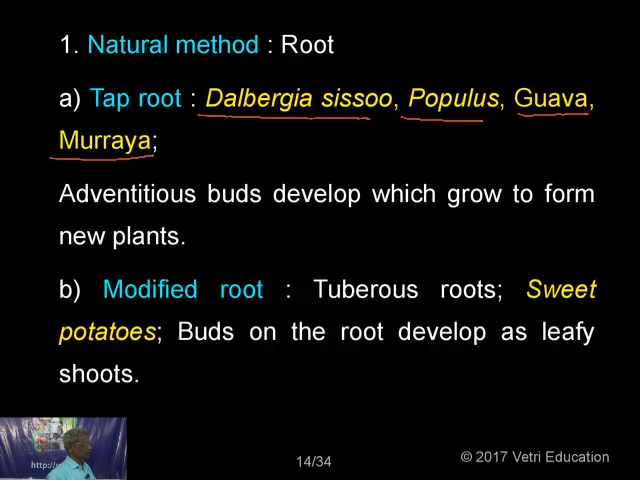 1. Natural method : Root
a) Tap root : Dalbergia sissoo, Populus, Guava,
Murraya;
Adventitious buds develop which grow to form
new plants.
b) Modified root : Tuberous roots; Sweet
potatoes; Buds on the root develop as leafy
shoots.
http://
14/34
© 2017 Vetri Education